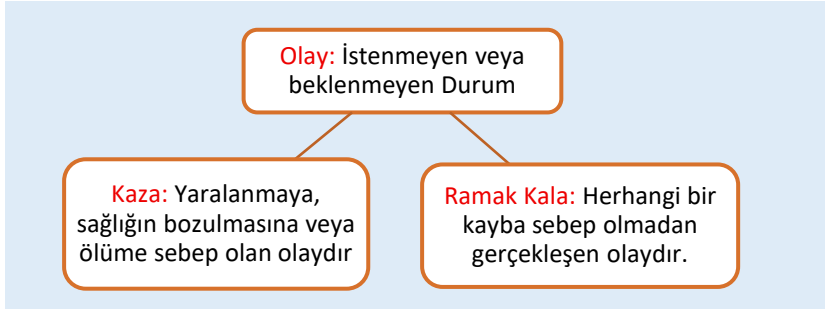 Olay: İstenmeyen veya
beklenmeyen Durum
Kaza: Yaralanmaya,
sağlığın bozulmasına veya
ölüme sebep olan olaydır
Ramak Kala: Herhangi bir
kayba sebep olmadan
gerçekleşen olaydır.